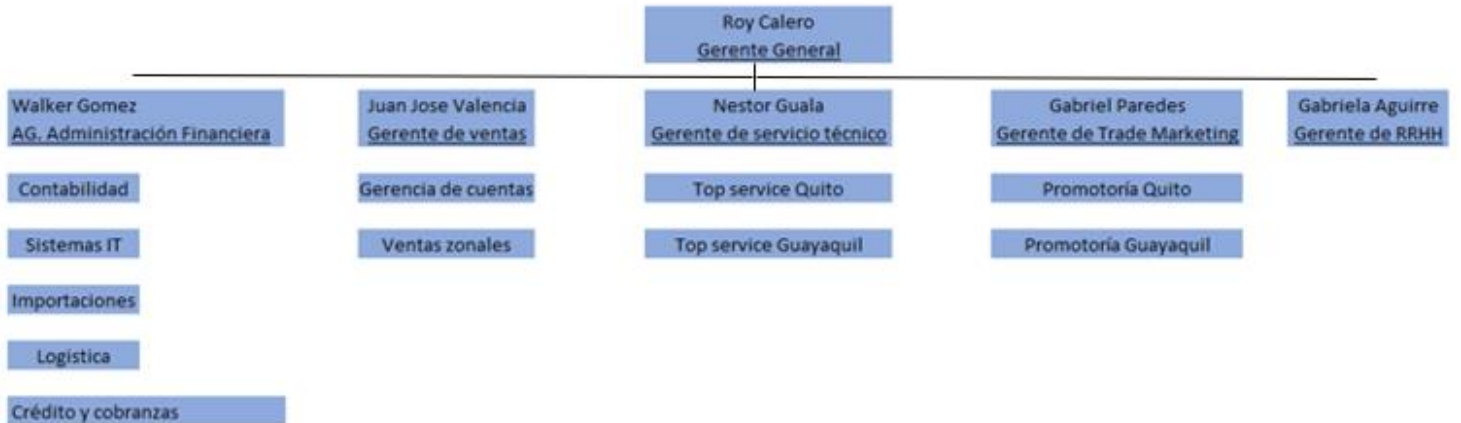 Roy Calero
Gerente General
Walker Gomez
AG. Administración Financiera
Juan Jose Valencia
Gerente de ventas
Nestor Guala
Gerente de servicio técnico
Gabriel Paredes
Gerente de Trade Marketing
Gabriela Aguirre
Gerente de RRHH
Contabilidad
Gerencia de cuentas
Top service Quito
Promotoría Quito
Sistemas IT
Ventas zonales
Top service Guayaquil
Promotoría Guayaquil
Importaciones
Logistica
Crédito y cobranzas